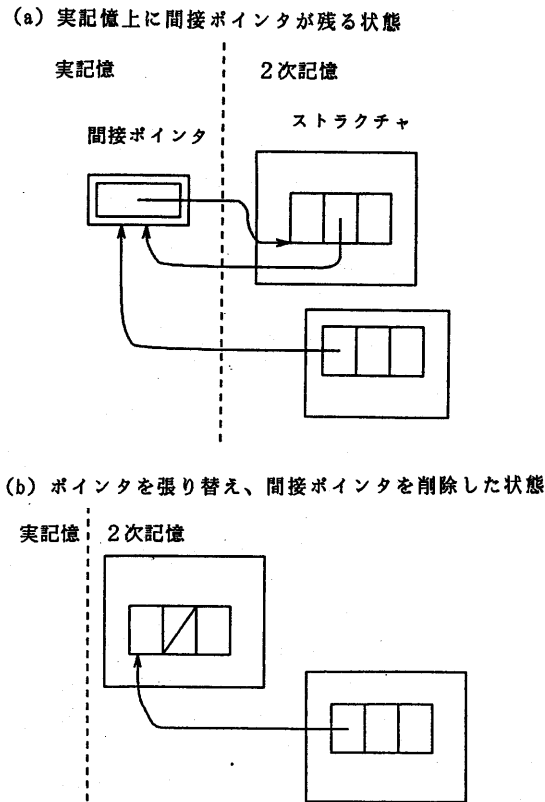 (a) 実記憶上に間接ポインタが残る状態
実記憶
2次記憶
間接ポインタ
ストラクチャ
(b) ポインタを張り替え、間接ポインタを削除した状態
実記憶
2次記憶